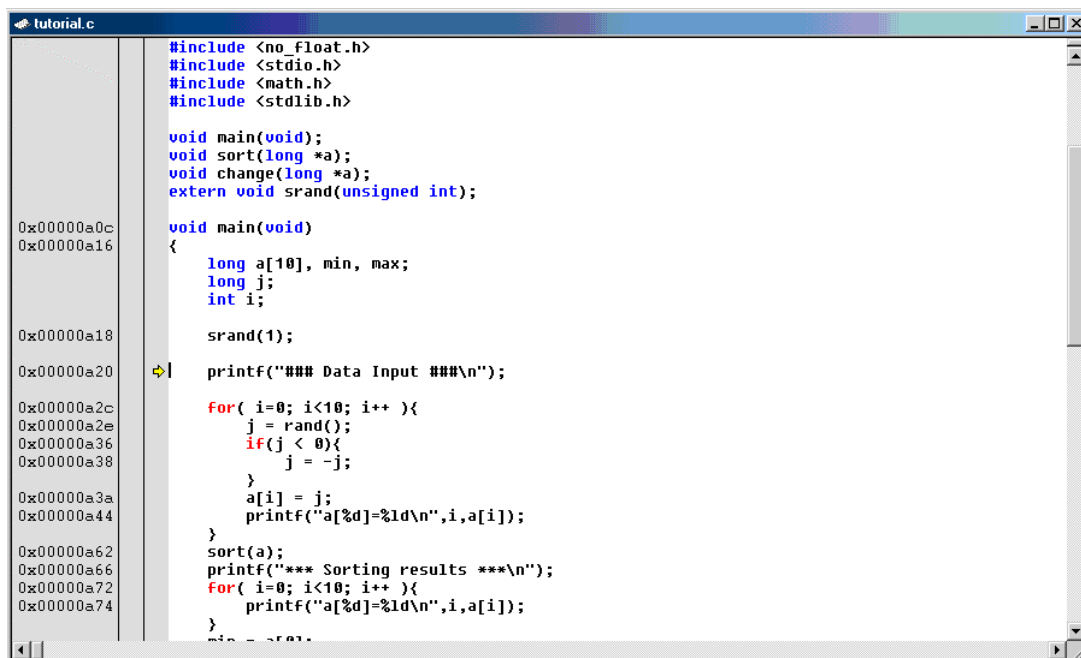 tutorial.c
#include <no_float.h>
#include <stdio.h>
#include <math.h>
#include <stdlib.h>
void main(void);
void sort(long *a);
void change(long *a);
extern void srand(unsigned int);
0x00000a0c void main(void)
0x00000a16 {
long a[10], min, max;
long j;
int i;
0x00000a18 srand(1);
0x00000a20 printf("### Data Input ###\n");
0x00000a2c for( i=0; i<10; i++ ){
0x00000a2e j = rand();
0x00000a36 if(j < 0){
0x00000a38 j = -j;
}
0x00000a3a a[i] = j;
0x00000a44 printf("a[%d]=%ld\n",i,a[i]);
}
0x00000a62 sort(a);
0x00000a66 printf("*** Sorting results ***\n");
0x00000a72 for( i=0; i<10; i++ ){
0x00000a74 printf("a[%d]=%ld\n",i,a[i]);
}
min = a[0];